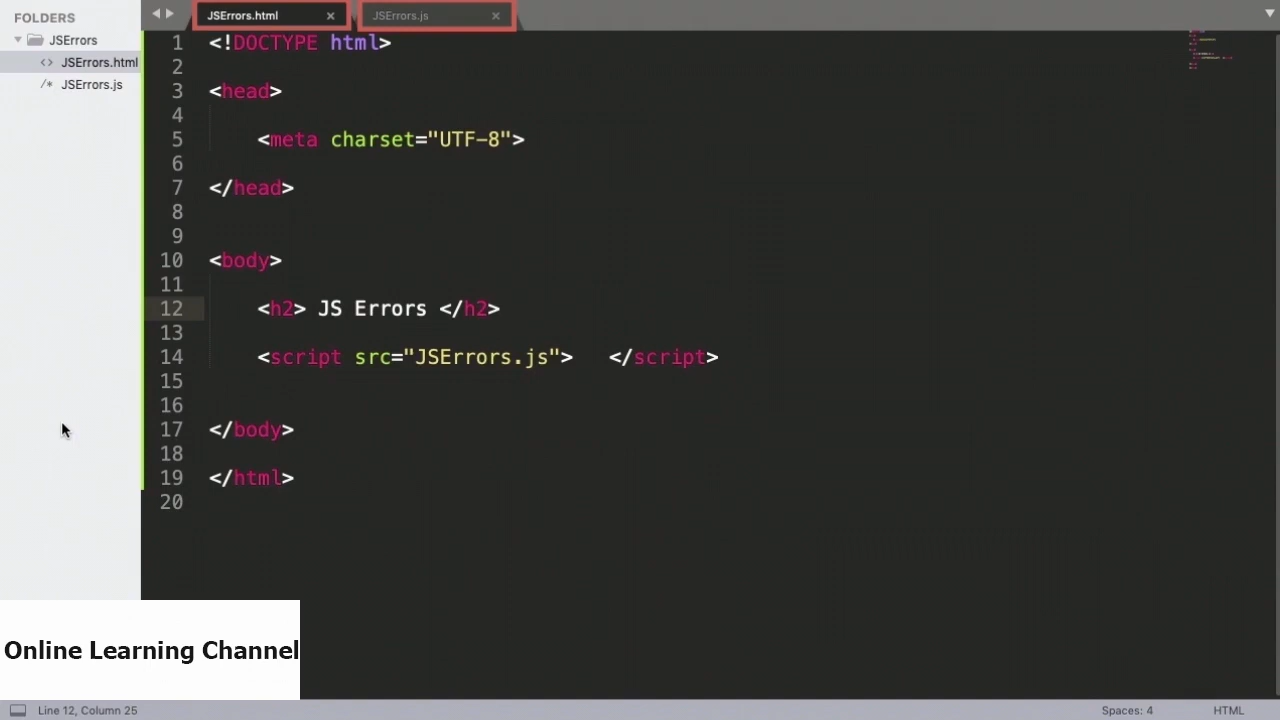 FOLDERS
JSErrors
JSErrors.html
JSErrors.js
JSErrors.html ×
JSErrors.js ×
1 <!DOCTYPE html>
2
3 <head>
4
5 <meta charset="UTF-8">
6
7 </head>
8
9
10 <body>
11
12 <h2> JS Errors </h2>
13
14 <script src="JSErrors.js"> </script>
15
16
17 </body>
18
19 </html>
20
Online Learning Channel
Line 12, Column 25
Spaces: 4
HTML